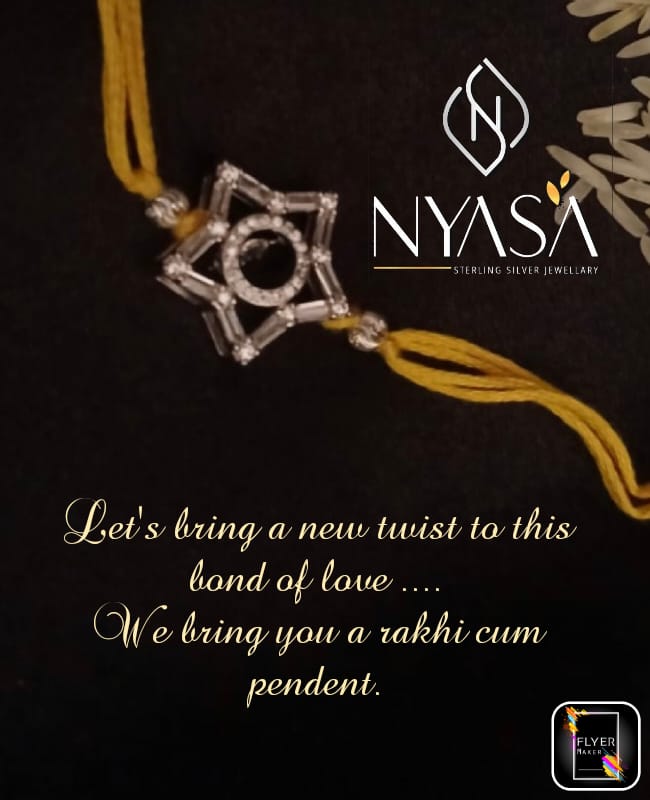 NYASA
STERLING SILVER JEWELLARY
Let's bring a new twist to this
bond of love ....
We bring you a rakhi cum
pendent.
FLYER
MAKER